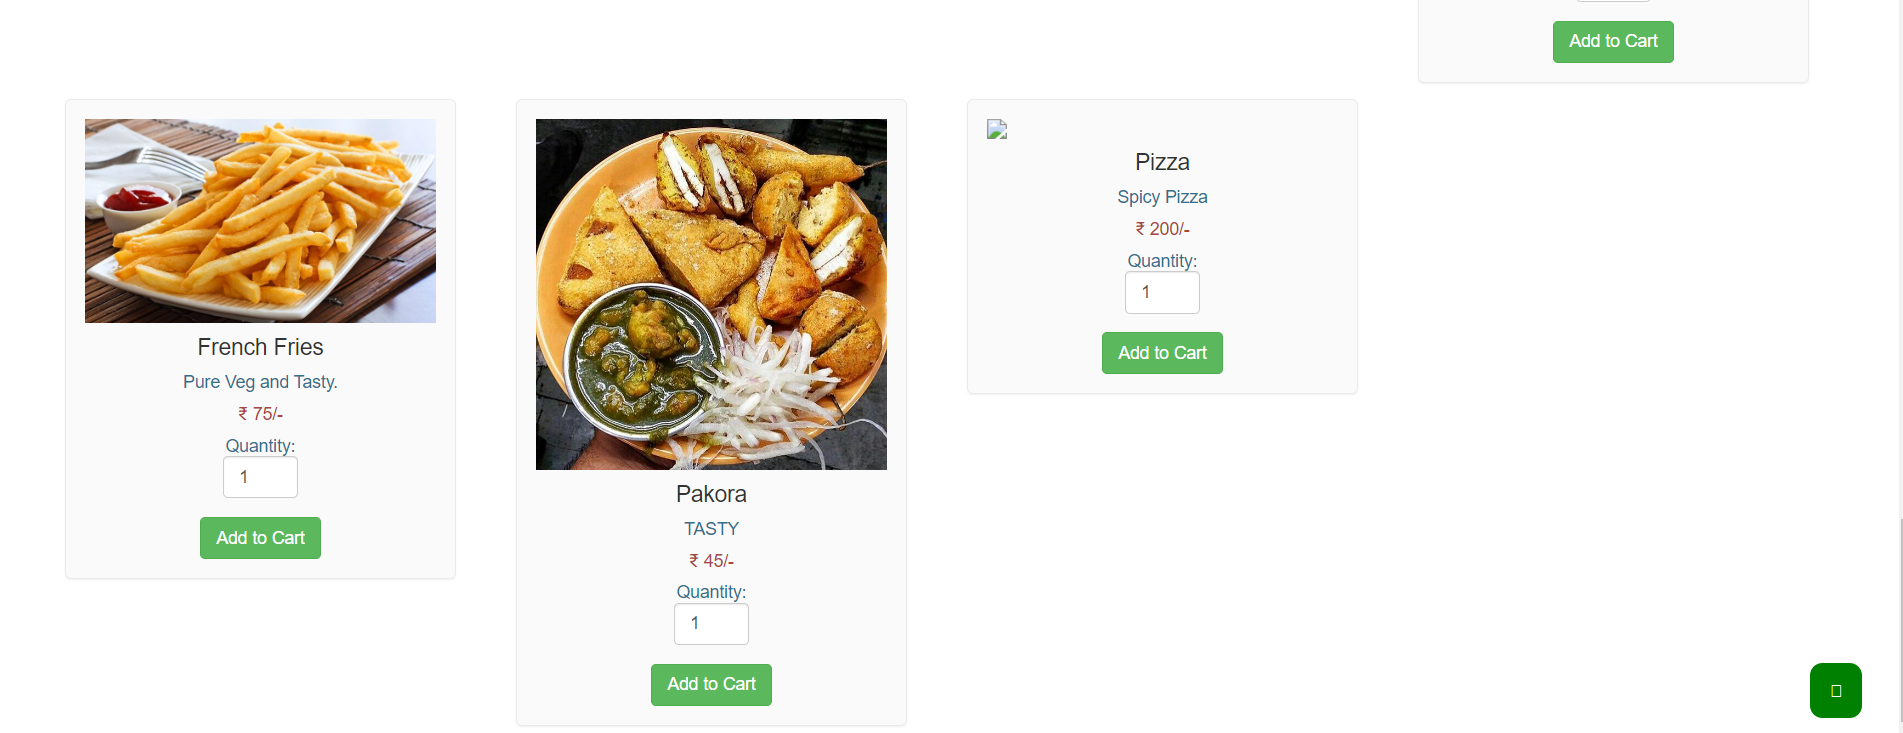 Add to Cart
French Fries
Pure Veg and Tasty.
₹ 75/-
Quantity:
1
Add to Cart
Pakora
TASTY
₹ 45/-
Quantity:
1
Add to Cart
Pizza
Spicy Pizza
₹ 200/-
Quantity:
1
Add to Cart